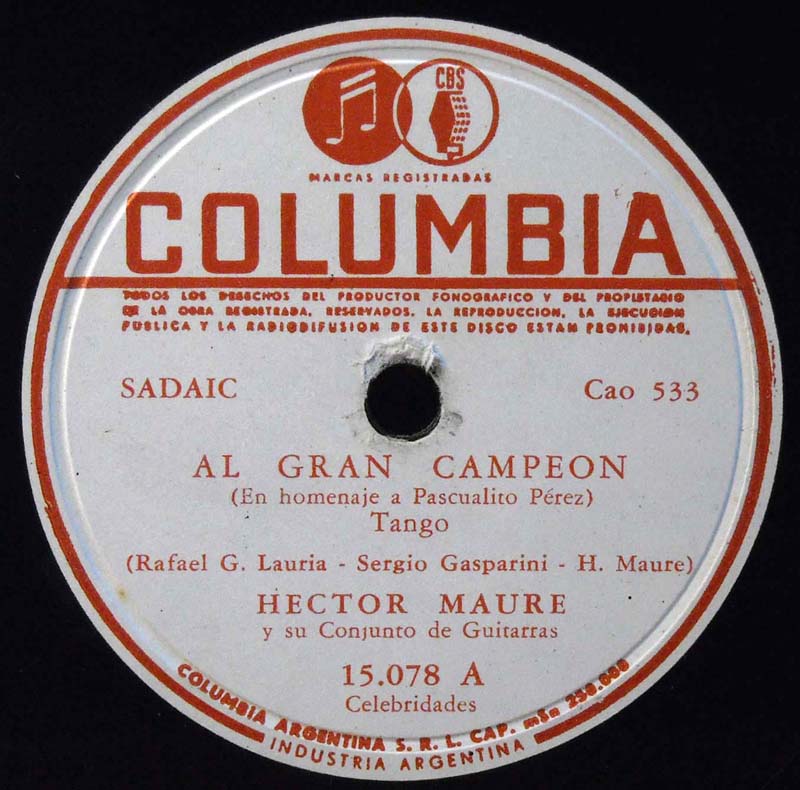 CBS
MARCAS REGISTRADAS
COLUMBIA
TODOS LOS DERECHOS DEL PRODUCTOR FONOGRAFICO Y DEL PROPIETARIO
DE LA OBRA REGISTRADA, RESERVADOS. LA REPRODUCCION, LA EJECUCION
PUBLICA Y LA RADIODIFUSION DE ESTE DISCO ESTAN PROHIBIDAS.
SADAIC
Cao 533
AL GRAN CAMPEON
(En homenaje a Pascualito Pérez)
Tango
(Rafael G. Lauria - Sergio Gasparini - H. Maure)
HECTOR MAURE
y su Conjunto de Guitarras
15.078 A
Celebridades
COLUMBIA ARGENTINA S. R. L. CAP. m$n 250.000
INDUSTRIA ARGENTINA